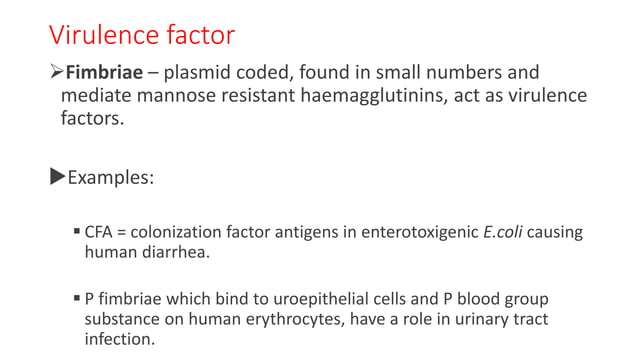 Virulence factor
➢Fimbriae – plasmid coded, found in small numbers and
mediate mannose resistant haemagglutinins, act as virulence
factors.
▶Examples:
▪ CFA = colonization factor antigens in enterotoxigenic E.coli causing
human diarrhea.
▪ P fimbriae which bind to uroepithelial cells and P blood group
substance on human erythrocytes, have a role in urinary tract
infection.